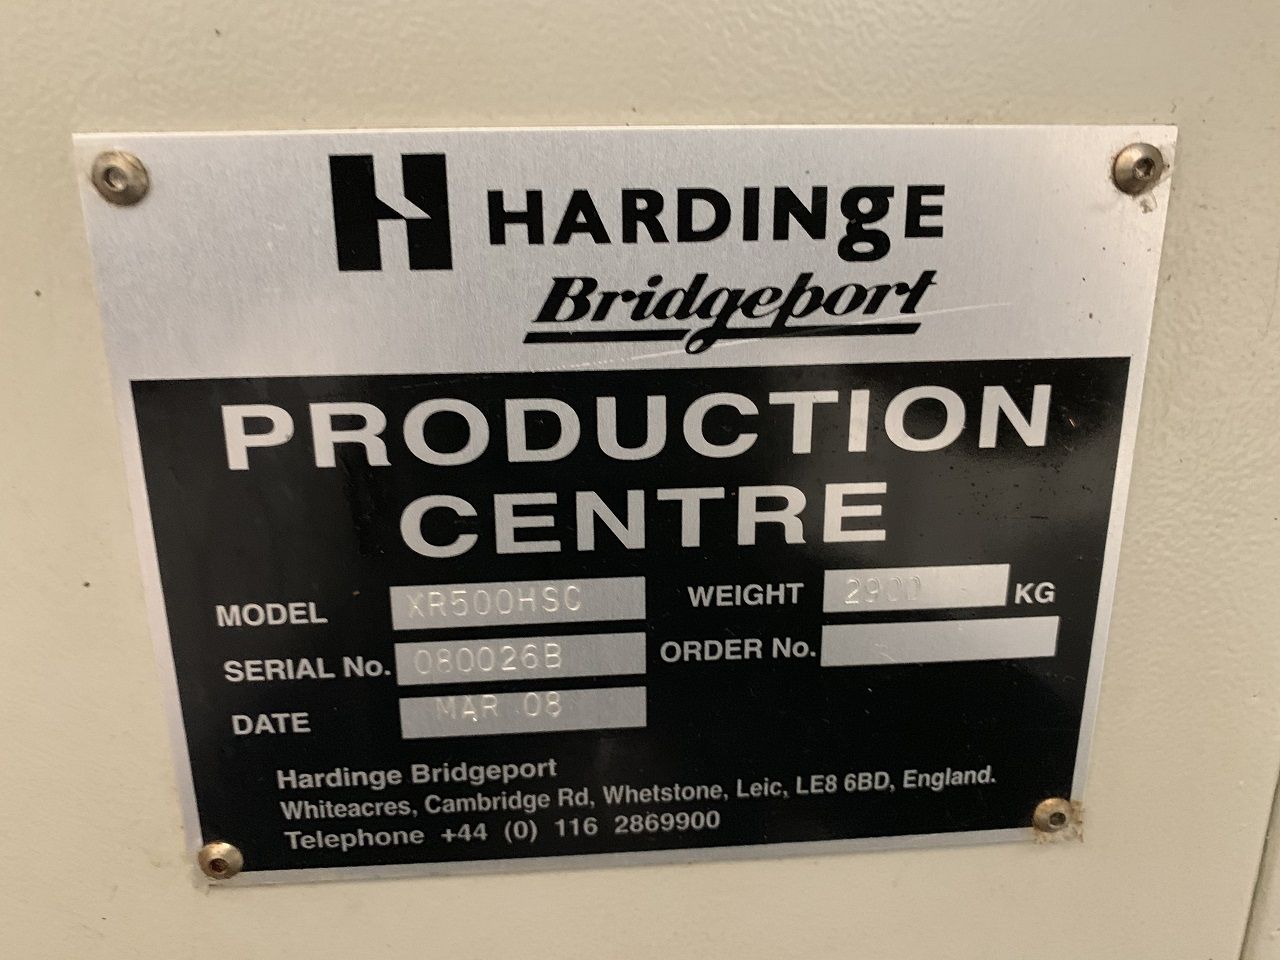 HARDINgE
Bridgeport
PRODUCTION
CENTRE
MODEL XR500HSC WEIGHT 2900 KG
SERIAL No. 080026B ORDER No.
DATE MAR 08
Hardinge Bridgeport
Whiteacres, Cambridge Rd, Whetstone, Leic, LE8 6BD, England.
Telephone +44 (0) 116 2869900